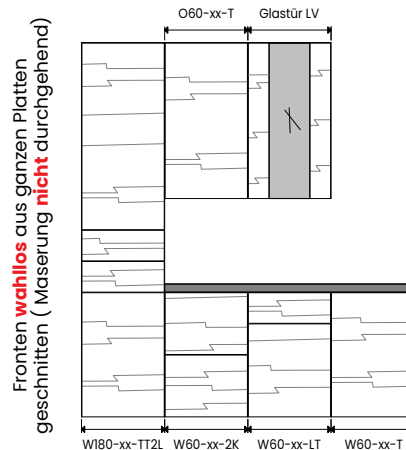 O60-xx-T Glastür LV
Fronten wahllos aus ganzen Platten
geschnitten ( Maserung nicht durchgehend)
W180-xx-TT2L W60-xx-2K W60-xx-LT W60-xx-T